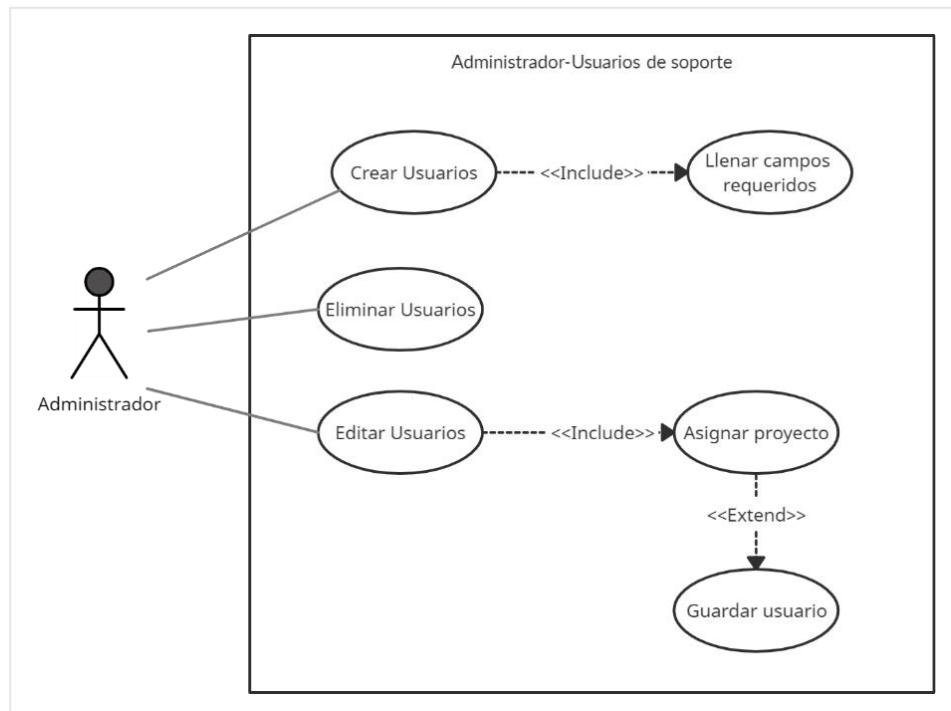 Administrador-Usuarios de soporte
Crear Usuarios
<<Include>>
Llenar campos
requeridos
Eliminar Usuarios
Administrador
Editar Usuarios
<<Include>>
Asignar proyecto
<<Extend>>
Guardar usuario